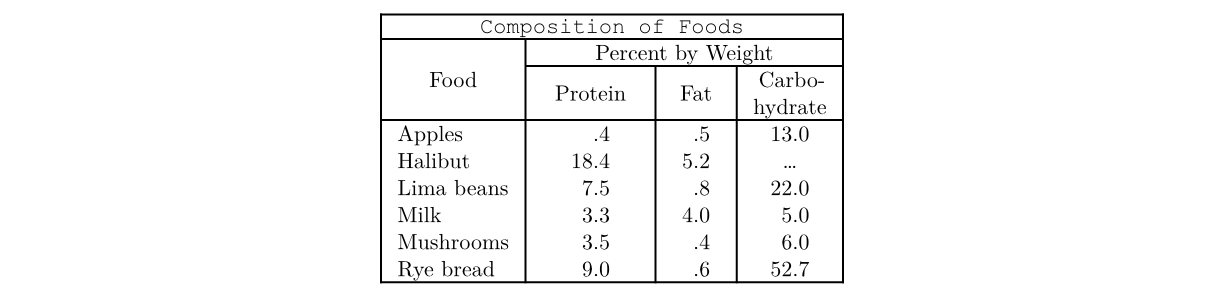 Composition of Foods
Percent by Weight
Food
Protein
Fat
Carbo-
hydrate
Apples .4 .5 13.0
Halibut 18.4 5.2 …
Lima beans 7.5 .8 22.0
Milk 3.3 4.0 5.0
Mushrooms 3.5 .4 6.0
Rye bread 9.0 .6 52.7